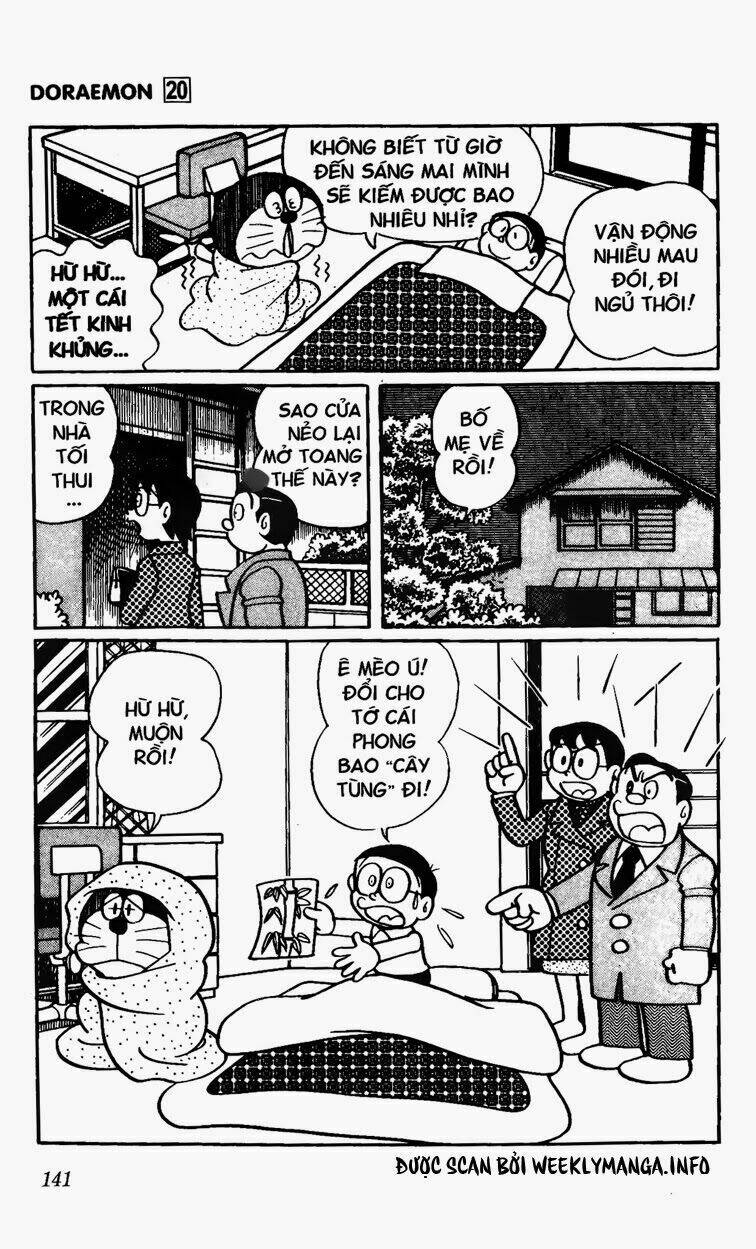 DORAEMON 20
KHÔNG BIẾT TỪ GIỜ
ĐẾN SÁNG MAI MÌNH
SẼ KIẾM ĐƯỢC BAO
NHIÊU NHỈ?
VẬN ĐỘNG
NHIỀU MAU
ĐÓI, ĐI
NGỦ THÔI!
HỪ HỪ...
MỘT CÁI
TẾT KINH
KHỦNG...
TRONG
NHÀ
TỐI
THUI
...
SAO CỬA
NẺO LẠI
MỞ TOANG
THẾ NÀY?
BỐ
MẸ VỀ
RỒI!
HỪ HỪ,
MUỘN
RỒI!
Ê MÈO Ú!
ĐỔI CHO
TỚ CÁI
PHONG
BAO “CÂY
TÙNG” ĐI!
141
ĐƯỢC SCAN BỞI WEEKLYMANGA.INFO